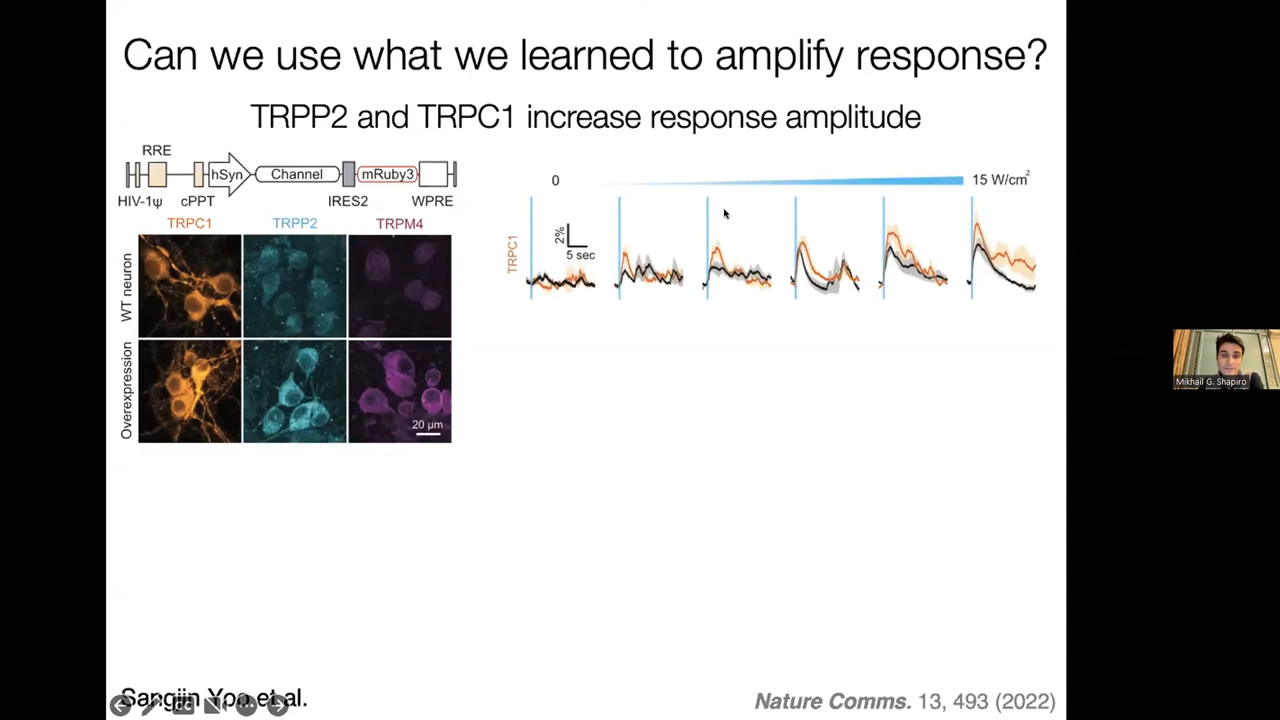 Can we use what we learned to amplify response?
TRPP2 and TRPC1 increase response amplitude
RRE
hSyn
Channel
mRuby3
HIV-1ψ
cPPT
IRES2
WPRE
TRPC1
TRPP2
TRPM4
WT neuron
Overexpression
20 µm
0
15 W/cm²
TRPC1
2%
5 sec
Mikhail G. Shapiro
Sangjin Yoo et al.
CC
Nature Comms. 13, 493 (2022)